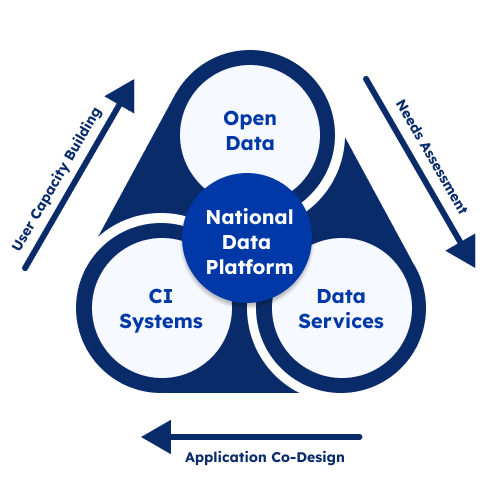 Open
Data
User Capacity Building
Needs Assessment
National
Data
Platform
CI
Systems
Data
Services
Application Co-Design